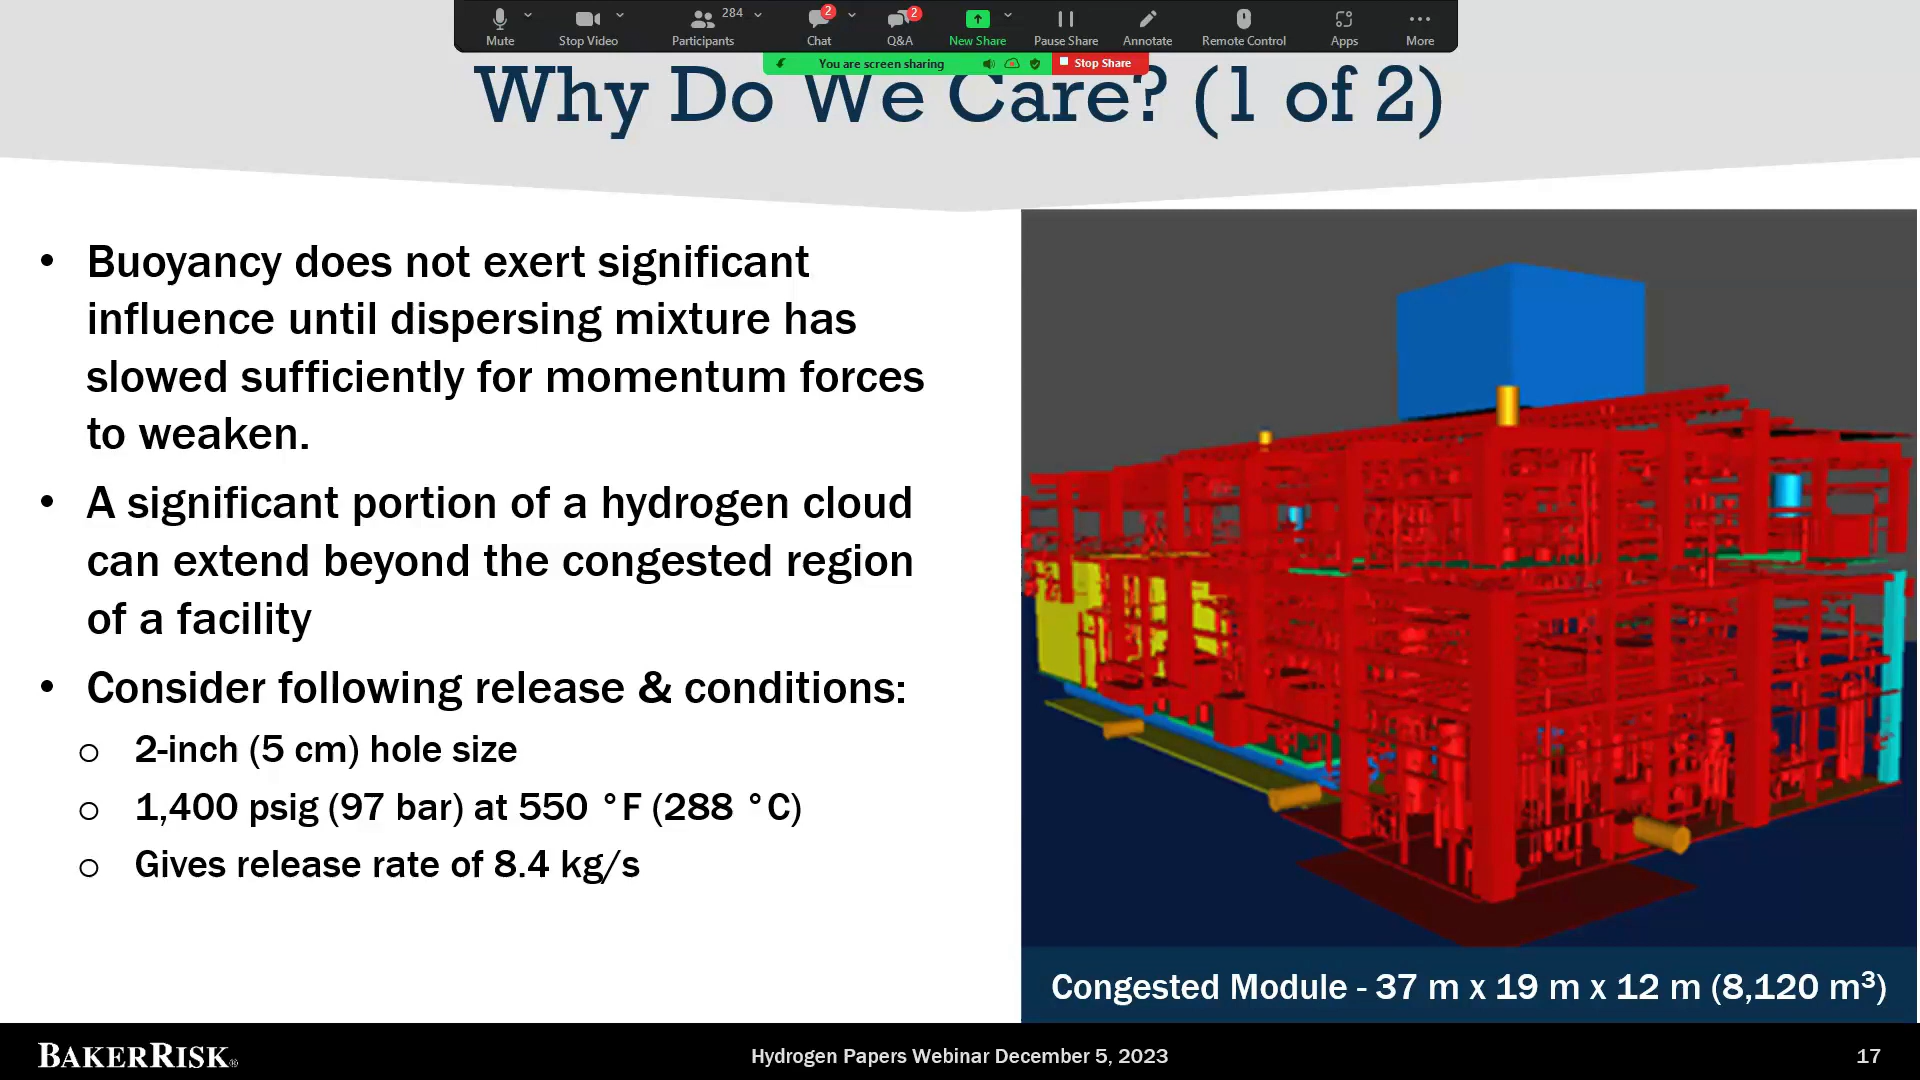 Mute
Stop Video
284
Participants
2
Chat
2
Q&A
New Share
Pause Share
Annotate
Remote Control
Apps
More
You are screen sharing
Stop Share
Why Do We Care? (1 of 2)
• Buoyancy does not exert significant
influence until dispersing mixture has
slowed sufficiently for momentum forces
to weaken.
• A significant portion of a hydrogen cloud
can extend beyond the congested region
of a facility
• Consider following release & conditions:
o 2-inch (5 cm) hole size
o 1,400 psig (97 bar) at 550 °F (288 °C)
o Gives release rate of 8.4 kg/s
Congested Module - 37 m x 19 m x 12 m (8,120 m³)
BAKERRISK®
Hydrogen Papers Webinar December 5, 2023
17